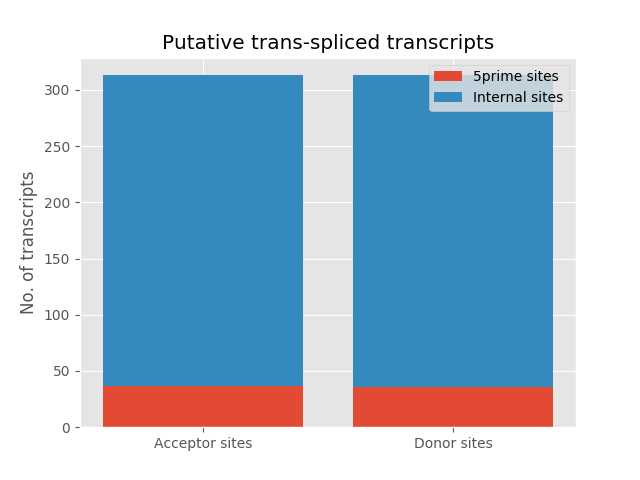 Putative trans-spliced transcripts
5prime sites
Internal sites
No. of transcripts
300
250
200
150
100
50
0
Acceptor sites
Donor sites